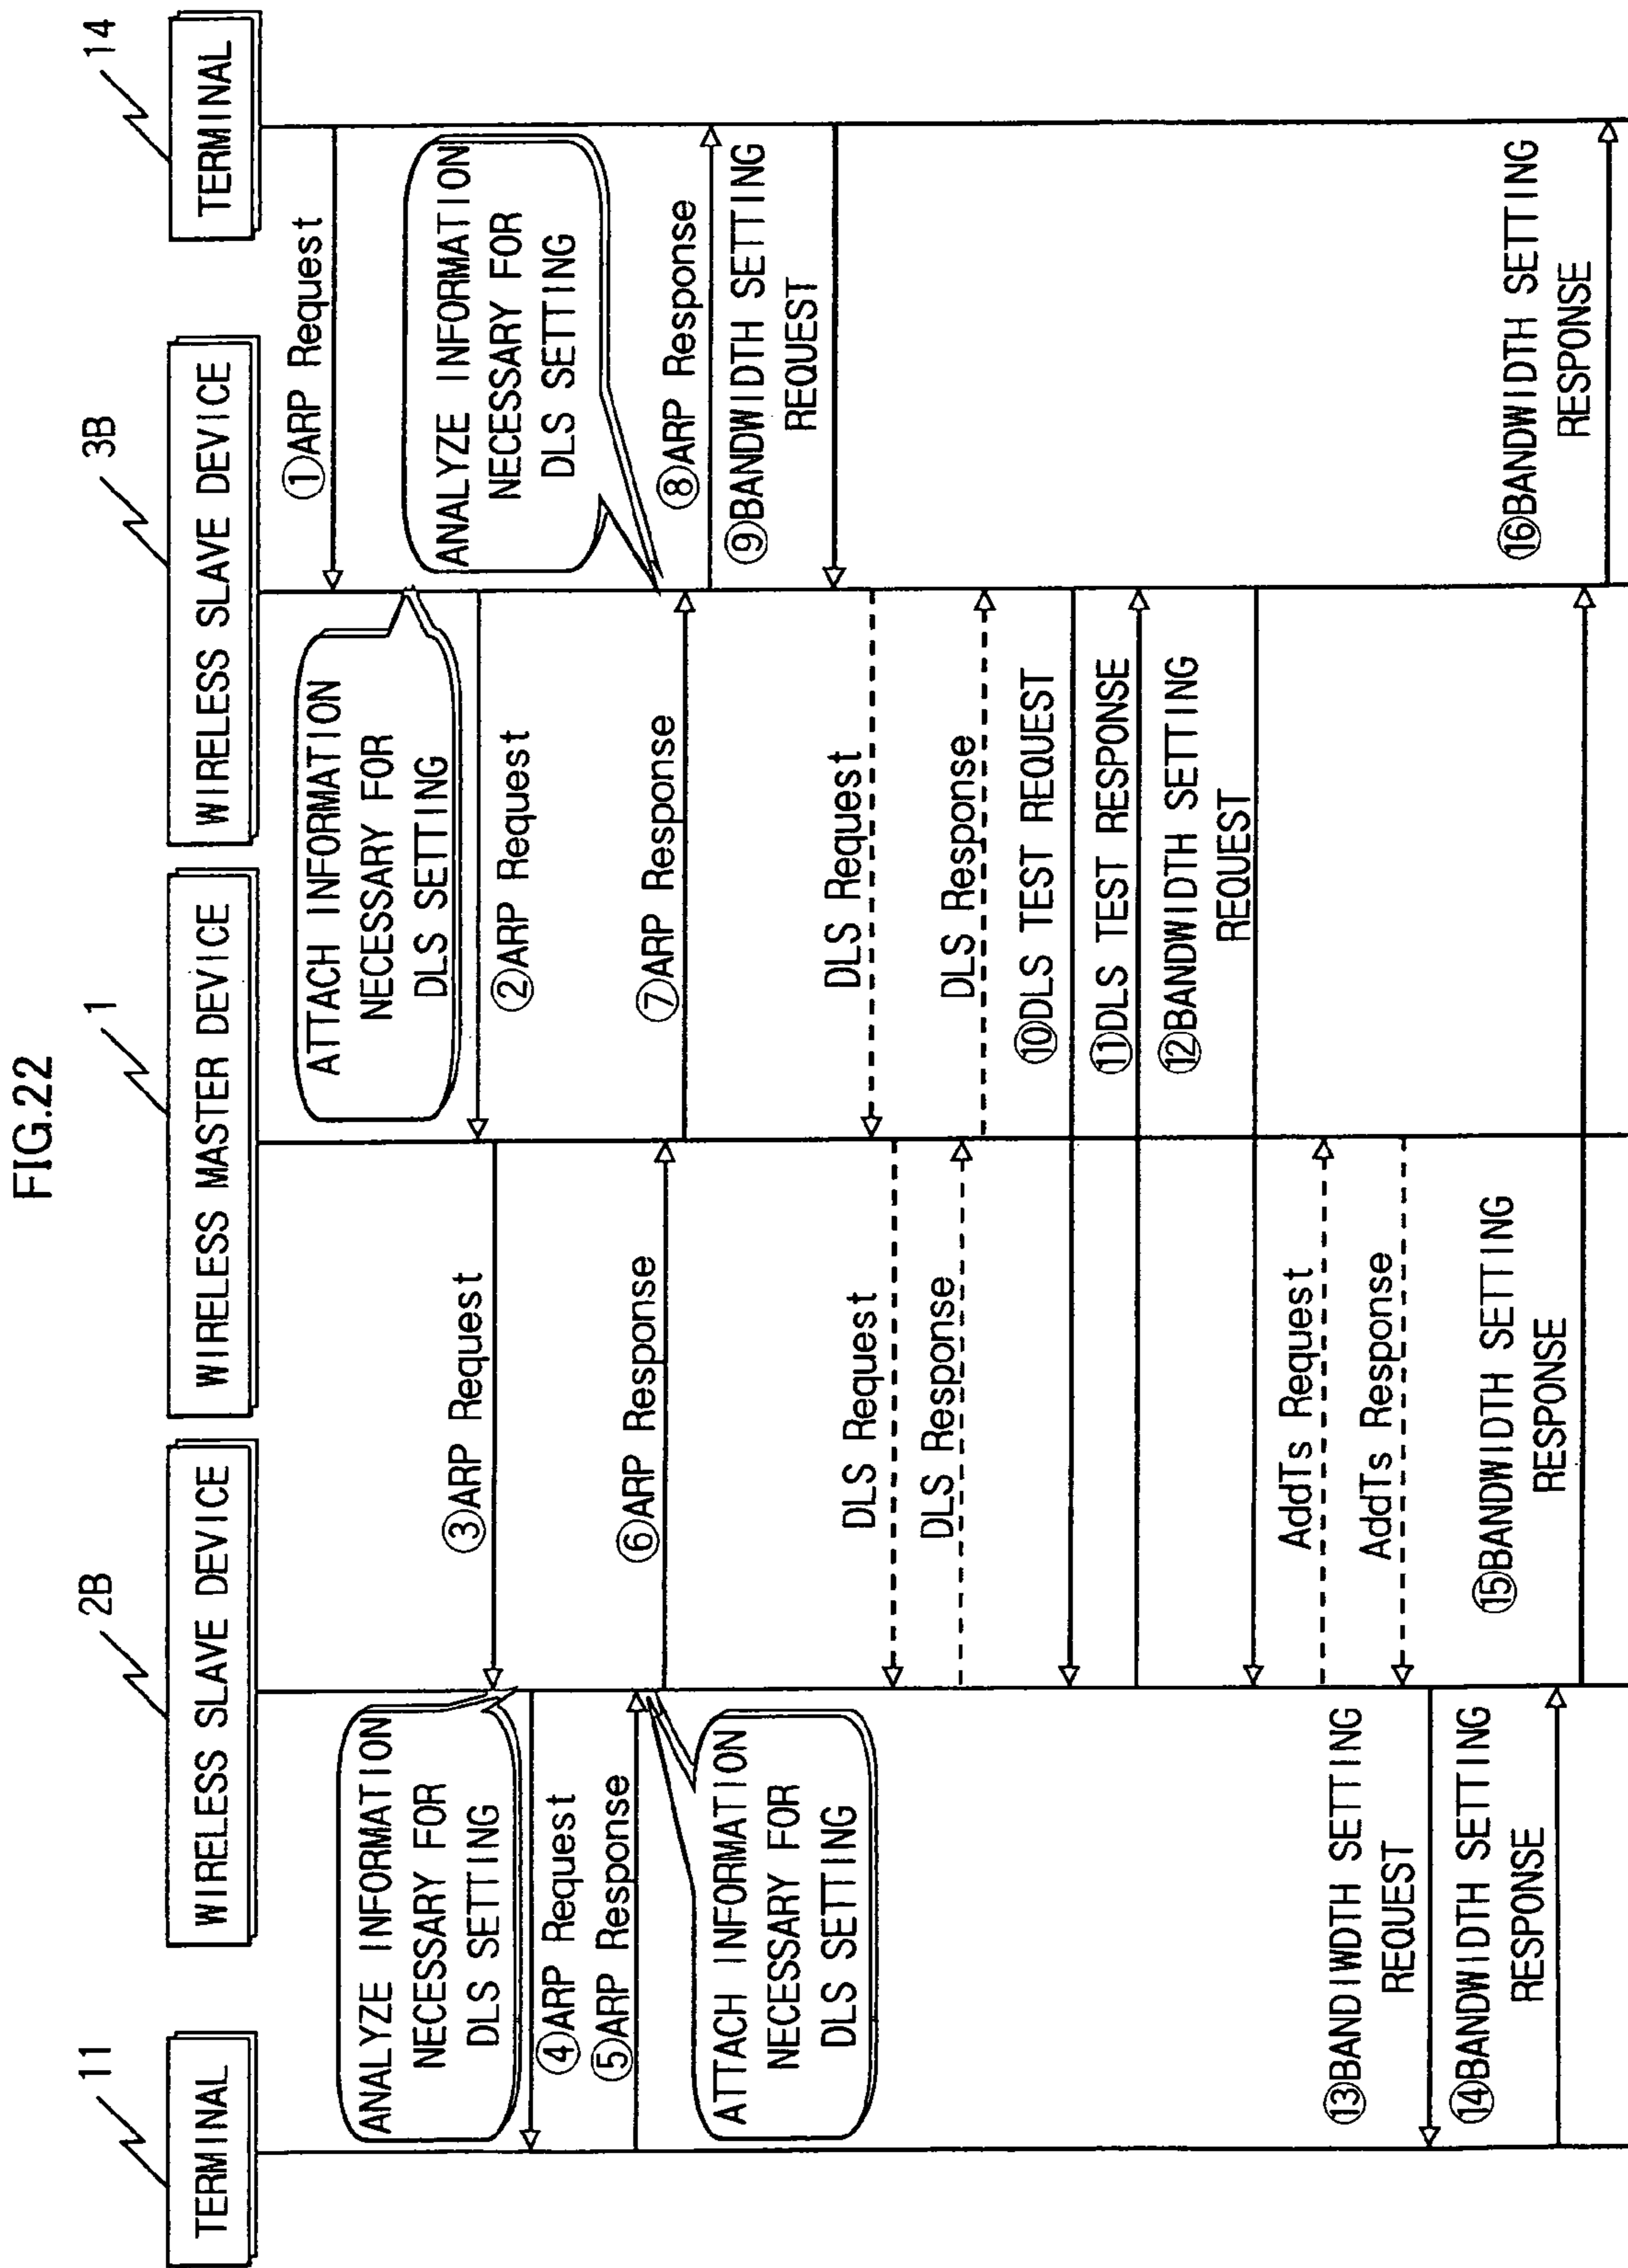 FIG.22
11
2B
1
3B
14
TERMINAL
WIRELESS SLAVE DEVICE
WIRELESS MASTER DEVICE
WIRELESS SLAVE DEVICE
TERMINAL
①ARP Request
ATTACH INFORMATION
NECESSARY FOR
DLS SETTING
②ARP Request
③ARP Request
ANALYZE INFORMATION
NECESSARY FOR
DLS SETTING
④ARP Request
⑤ARP Response
ATTACH INFORMATION
NECESSARY FOR
DLS SETTING
⑥ARP Response
⑦ARP Response
ANALYZE INFORMATION
NECESSARY FOR
DLS SETTING
⑧ARP Response
⑨BANDWIDTH SETTING
REQUEST
DLS Request
DLS Request
DLS Response
DLS Response
⑩DLS TEST REQUEST
⑪DLS TEST RESPONSE
⑫BANDWIDTH SETTING
REQUEST
AddTs Request
AddTs Response
⑬BANDIWDTH SETTING
REQUEST
⑭BANDWIDTH SETTING
RESPONSE
⑮BANDWIDTH SETTING
RESPONSE
⑯BANDWIDTH SETTING
RESPONSE